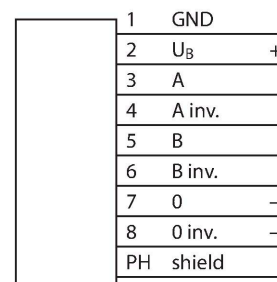 1 GND
2 U_B +
3 A
4 A inv.
5 B
6 B inv.
7 0 –
8 0 inv. –
PH shield